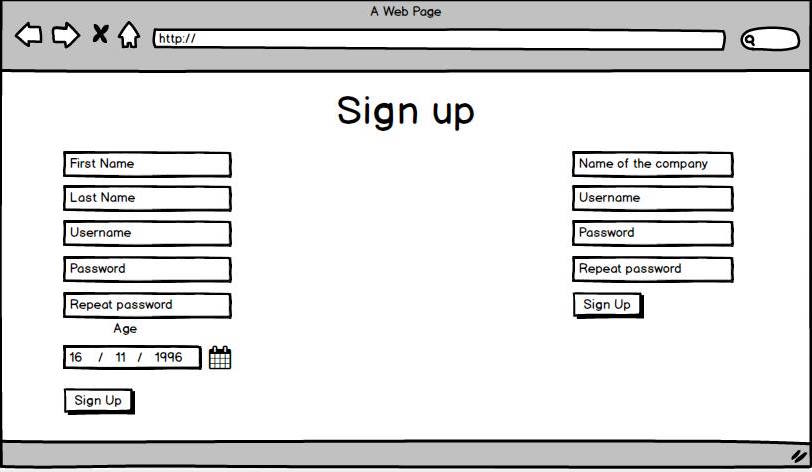 A Web Page
http://
Sign up
First Name
Last Name
Username
Password
Repeat password
Age
16 / 11 / 1996
Sign Up
Name of the company
Username
Password
Repeat password
Sign Up